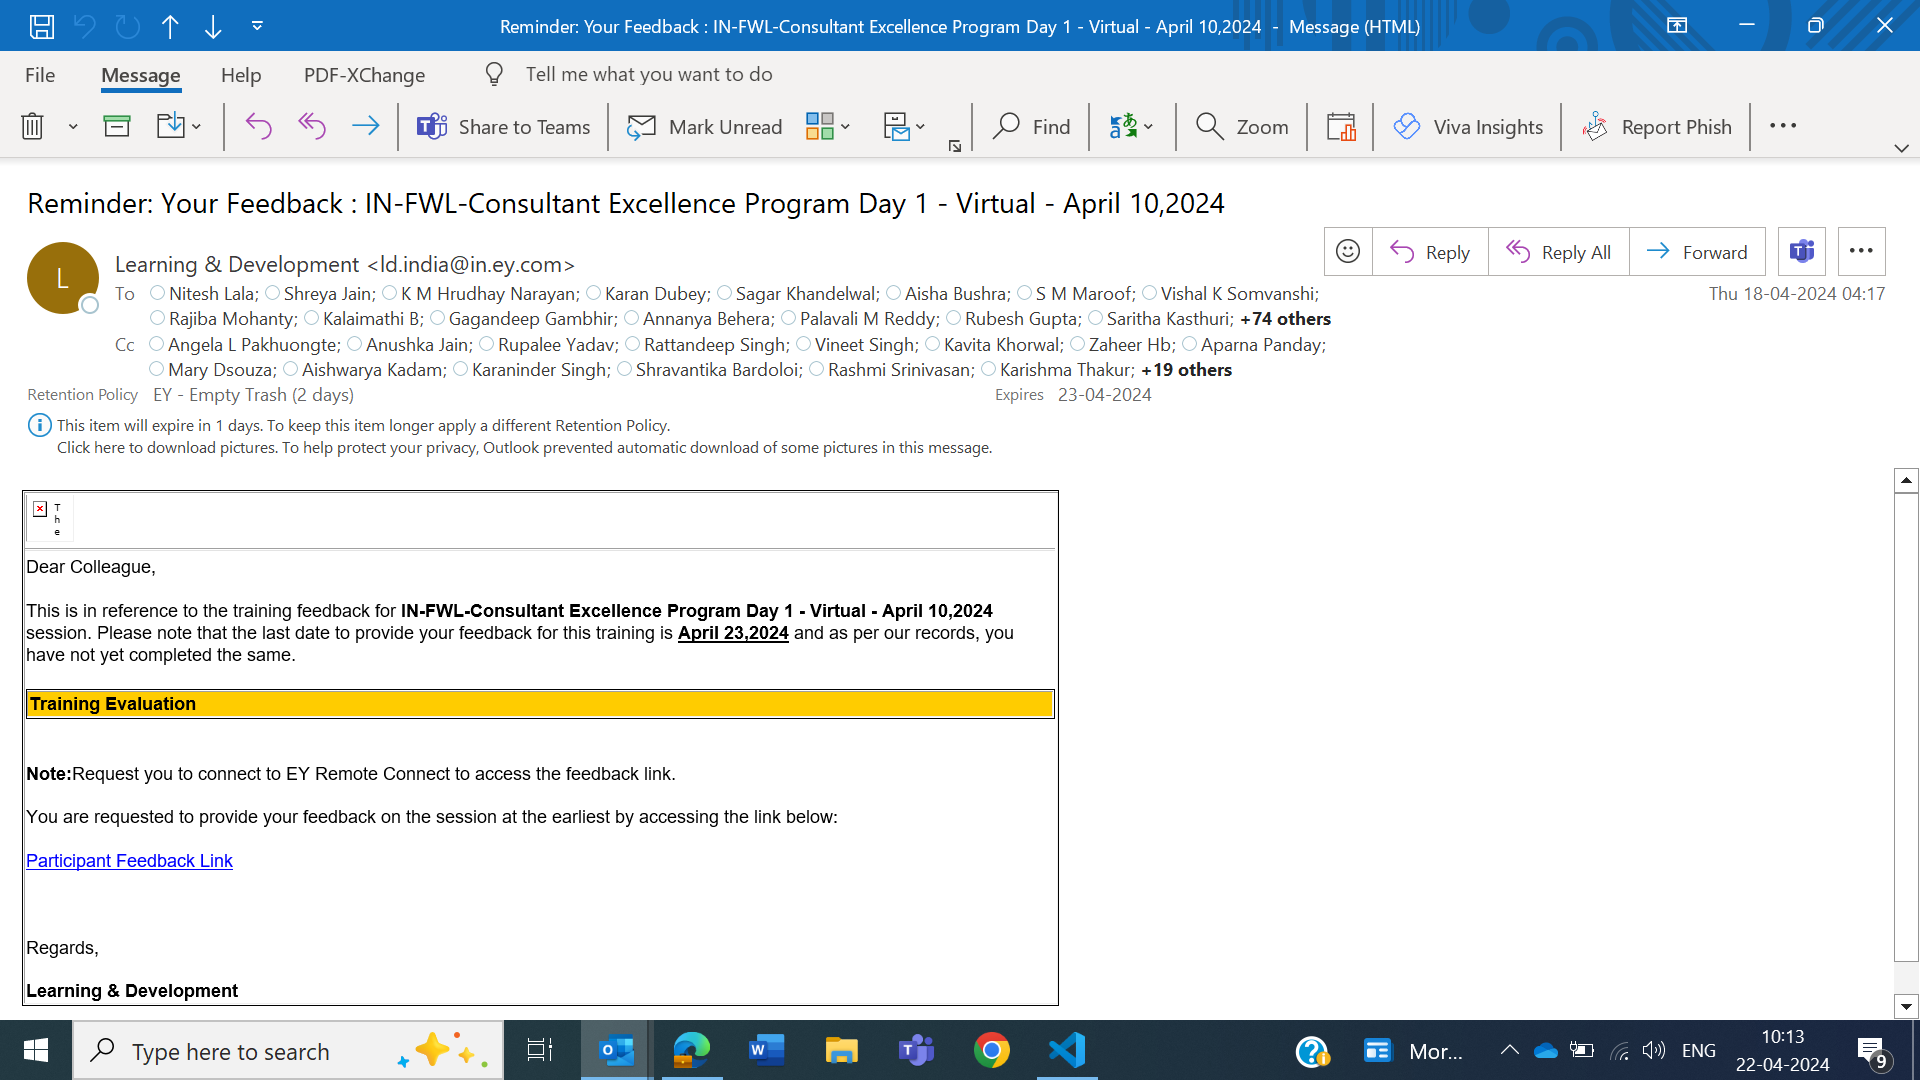 Reminder: Your Feedback : IN-FWL-Consultant Excellence Program Day 1 - Virtual - April 10,2024 - Message (HTML)
File Message Help PDF-XChange Tell me what you want to do
Share to Teams Mark Unread Find Zoom Viva Insights Report Phish
Reminder: Your Feedback : IN-FWL-Consultant Excellence Program Day 1 - Virtual - April 10,2024
L
Learning & Development <ld.india@in.ey.com>
Reply Reply All Forward
To Nitesh Lala; Shreya Jain; K M Hrudhay Narayan; Karan Dubey; Sagar Khandelwal; Aisha Bushra; S M Maroof; Vishal K Somvanshi;
Thu 18-04-2024 04:17
Rajiba Mohanty; Kalaimathi B; Gagandeep Gambhir; Annanya Behera; Palavali M Reddy; Rubesh Gupta; Saritha Kasthuri; +74 others
Cc Angela L Pakhuongte; Anushka Jain; Rupalee Yadav; Rattandeep Singh; Vineet Singh; Kavita Khorwal; Zaheer Hb; Aparna Panday;
Mary Dsouza; Aishwarya Kadam; Karaninder Singh; Shravantika Bardoloi; Rashmi Srinivasan; Karishma Thakur; +19 others
Retention Policy EY - Empty Trash (2 days) Expires 23-04-2024
This item will expire in 1 days. To keep this item longer apply a different Retention Policy.
Click here to download pictures. To help protect your privacy, Outlook prevented automatic download of some pictures in this message.
T
h
e
Dear Colleague,
This is in reference to the training feedback for IN-FWL-Consultant Excellence Program Day 1 - Virtual - April 10,2024
session. Please note that the last date to provide your feedback for this training is April 23,2024 and as per our records, you
have not yet completed the same.
Training Evaluation
Note:Request you to connect to EY Remote Connect to access the feedback link.
You are requested to provide your feedback on the session at the earliest by accessing the link below:
Participant Feedback Link
Regards,
Learning & Development
Type here to search
Mor...
ENG
10:13
22-04-2024
9